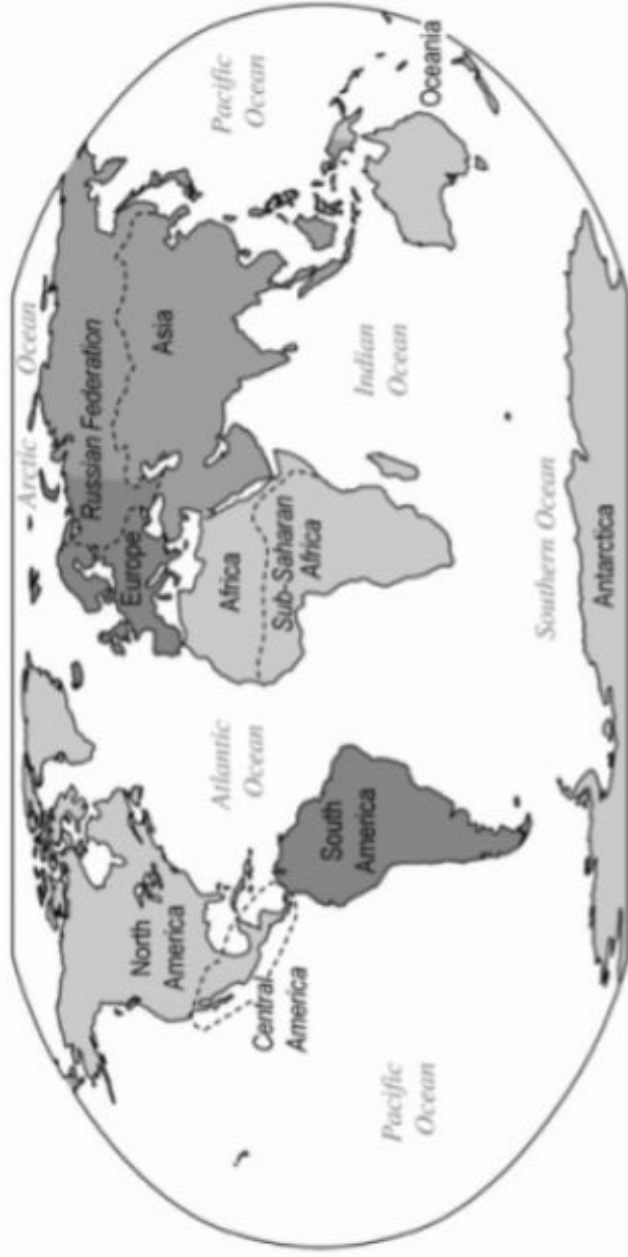 Arctic Ocean
Russian Federation
Europe
Asia
North
America
Atlantic
Ocean
Pacific
Ocean
Africa
Sub-Saharan
Africa
Central
America
South
America
Indian
Ocean
Oceania
Pacific
Ocean
Southern Ocean
Antarctica